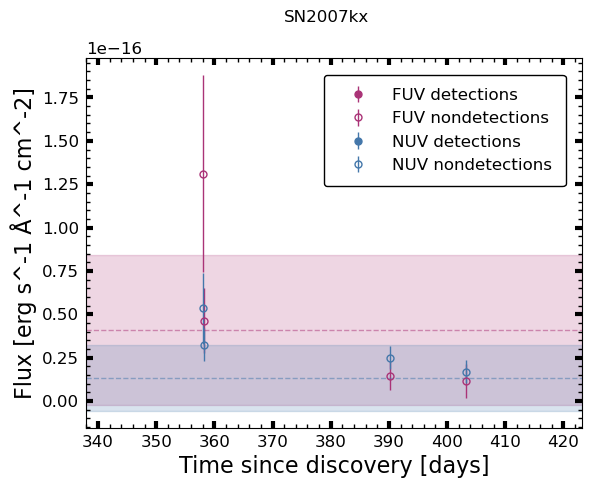 SN2007kx
1e−16
FUV detections
FUV nondetections
NUV detections
NUV nondetections
1.75
1.50
1.25
1.00
0.75
0.50
0.25
0.00
Flux [erg s^-1 Å^-1 cm^-2]
340 350 360 370 380 390 400 410 420
Time since discovery [days]